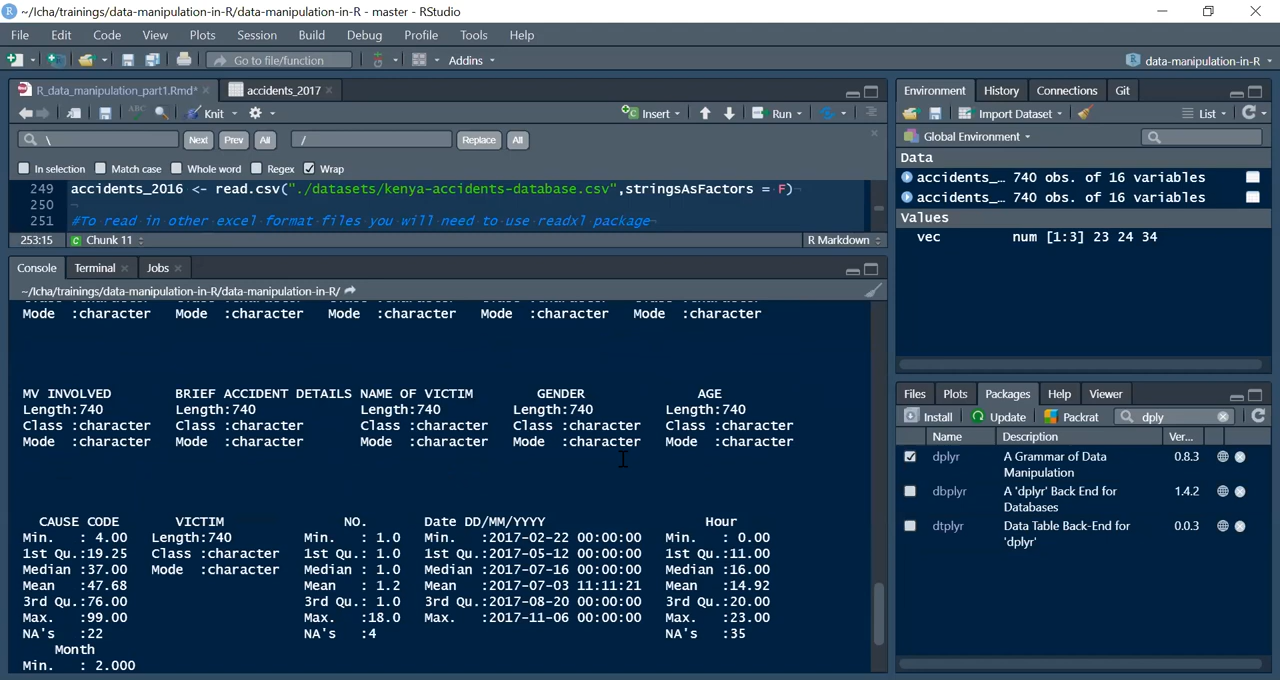 ~/Icha/trainings/data-manipulation-in-R/data-manipulation-in-R - master - RStudio
File Edit Code View Plots Session Build Debug Profile Tools Help
Go to file/function Addins data-manipulation-in-R
R_data_manipulation_part1.Rmd* accidents_2017
ABC Knit Insert Run
\ Next Prev All / Replace All
In selection Match case Whole word Regex Wrap
249 accidents_2016 <- read.csv("./datasets/kenya-accidents-database.csv",stringsAsFactors = F)
250
251 #To read in other excel format files you will need to use readxl package
253:15 Chunk 11 R Markdown
Console Terminal Jobs
~/Icha/trainings/data-manipulation-in-R/data-manipulation-in-R/
Mode :character Mode :character Mode :character Mode :character Mode :character
MV INVOLVED BRIEF ACCIDENT DETAILS NAME OF VICTIM GENDER AGE
Length:740 Length:740 Length:740 Length:740 Length:740
Class :character Class :character Class :character Class :character Class :character
Mode :character Mode :character Mode :character Mode :character Mode :character
CAUSE CODE VICTIM NO. Date DD/MM/YYYY Hour
Min. : 4.00 Length:740 Min. : 1.0 Min. :2017-02-22 00:00:00 Min. : 0.00
1st Qu.:19.25 Class :character 1st Qu.: 1.0 1st Qu.:2017-05-12 00:00:00 1st Qu.:11.00
Median :37.00 Mode :character Median : 1.0 Median :2017-07-16 00:00:00 Median :16.00
Mean :47.68 Mean : 1.2 Mean :2017-07-03 11:11:21 Mean :14.92
3rd Qu.:76.00 3rd Qu.: 1.0 3rd Qu.:2017-08-20 00:00:00 3rd Qu.:20.00
Max. :99.00 Max. :18.0 Max. :2017-11-06 00:00:00 Max. :23.00
NA's :22 NA's :4 NA's :35
Month
Min. : 2.000
Environment History Connections Git
Import Dataset List
Global Environment
Data
accidents_… 740 obs. of 16 variables
accidents_… 740 obs. of 16 variables
Values
vec num [1:3] 23 24 34
Files Plots Packages Help Viewer
Install Update Packrat dply
Name Description Ver...
dplyr A Grammar of Data Manipulation 0.8.3
dbplyr A 'dplyr' Back End for Databases 1.4.2
dtplyr Data Table Back-End for 'dplyr' 0.0.3